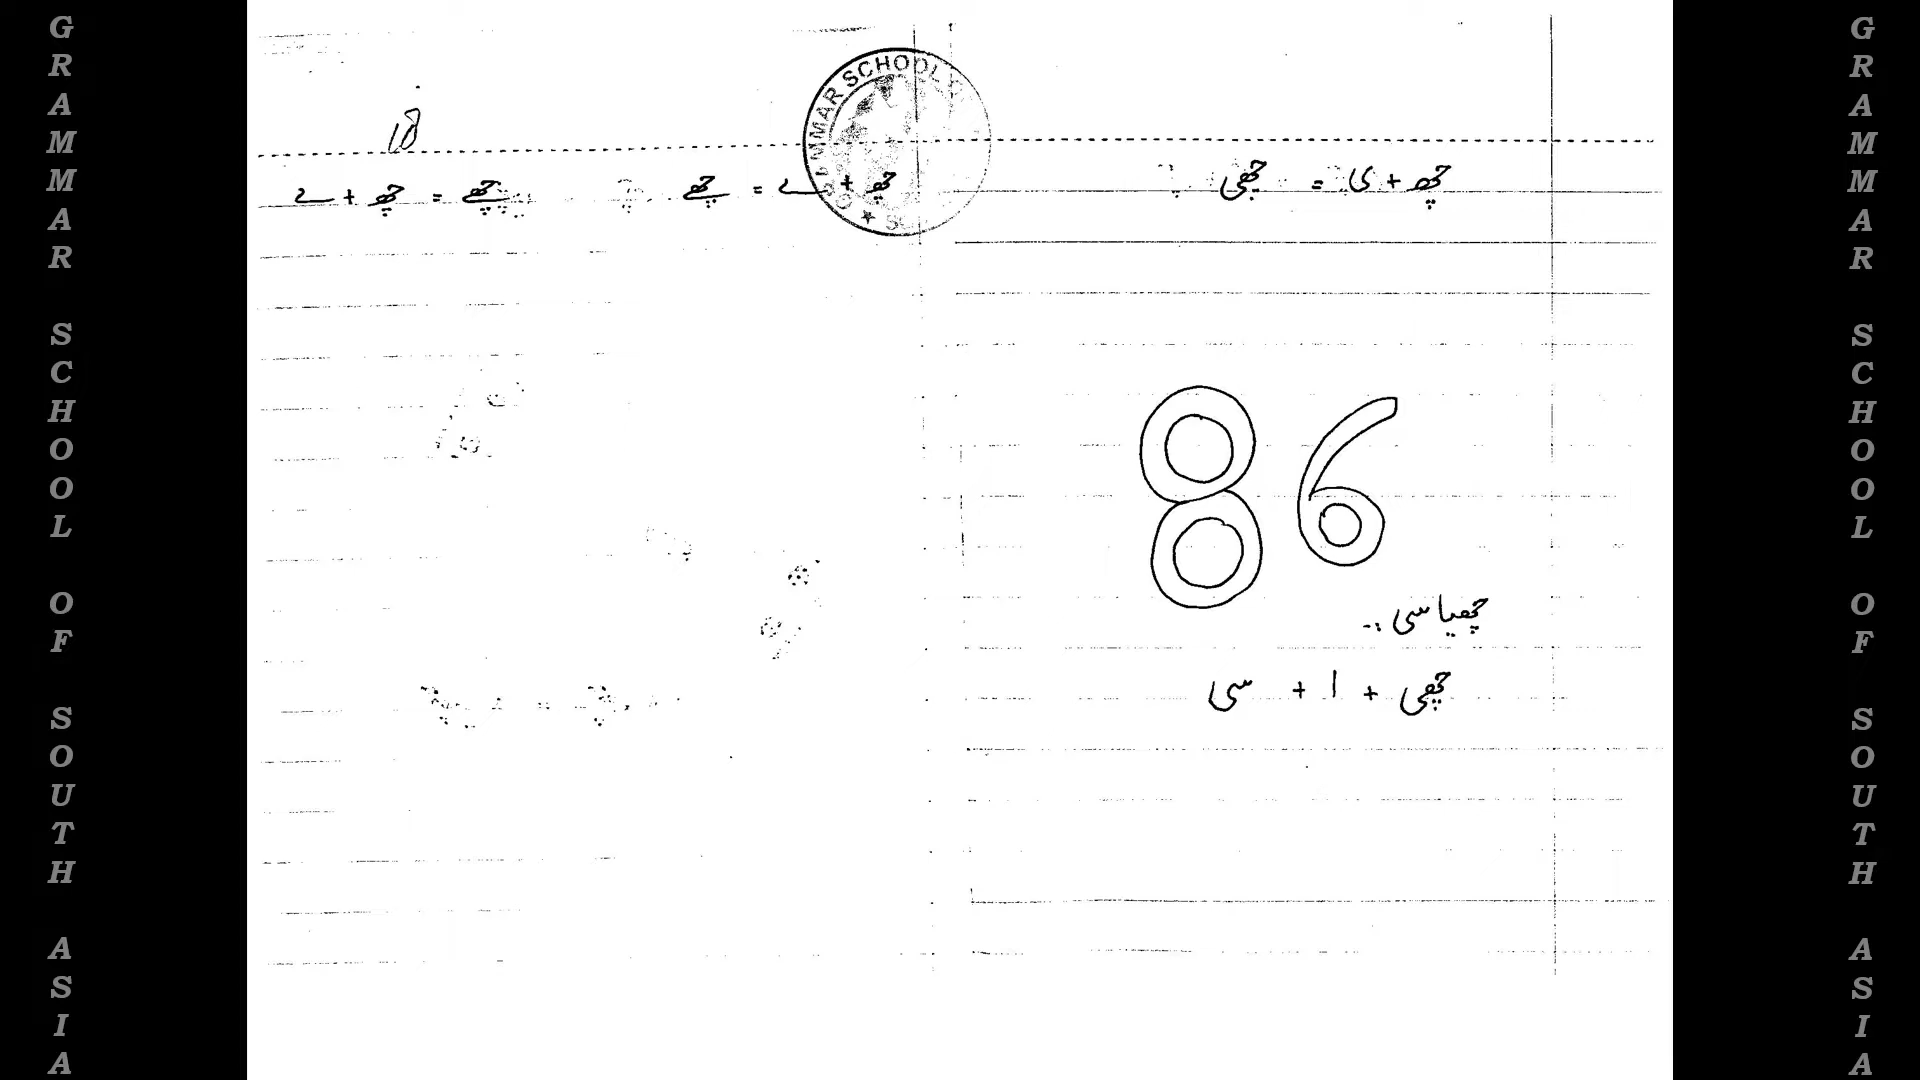 GRAMMAR SCHOOL OF SOUTH ASIA
GRAMMAR SCHOOL
چھ + ی = چھی
چھ + ے = چھے
چھے = چھ + ے
86
چھیاسی
چھی + ا + سی
GRAMMAR SCHOOL OF SOUTH ASIA